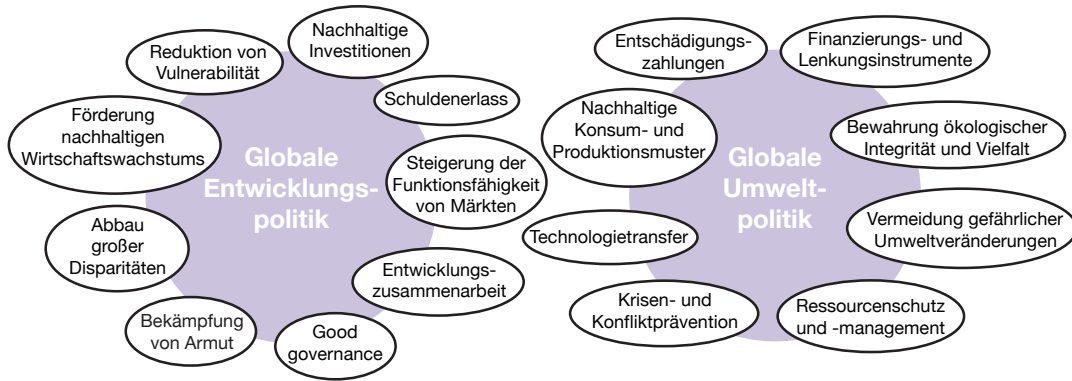 Globale
Entwicklungs-
politik
Nachhaltige
Investitionen
Schuldenerlass
Steigerung der
Funktionsfähigkeit
von Märkten
Entwicklungs-
zusammenarbeit
Good
governance
Bekämpfung
von Armut
Abbau
großer
Disparitäten
Förderung
nachhaltigen
Wirtschaftswachstums
Reduktion von
Vulnerabilität
Globale
Umwelt-
politik
Entschädigungs-
zahlungen
Finanzierungs- und
Lenkungsinstrumente
Bewahrung ökologischer
Integrität und Vielfalt
Vermeidung gefährlicher
Umweltveränderungen
Ressourcenschutz
und -management
Krisen- und
Konfliktprävention
Technologietransfer
Nachhaltige
Konsum- und
Produktionsmuster